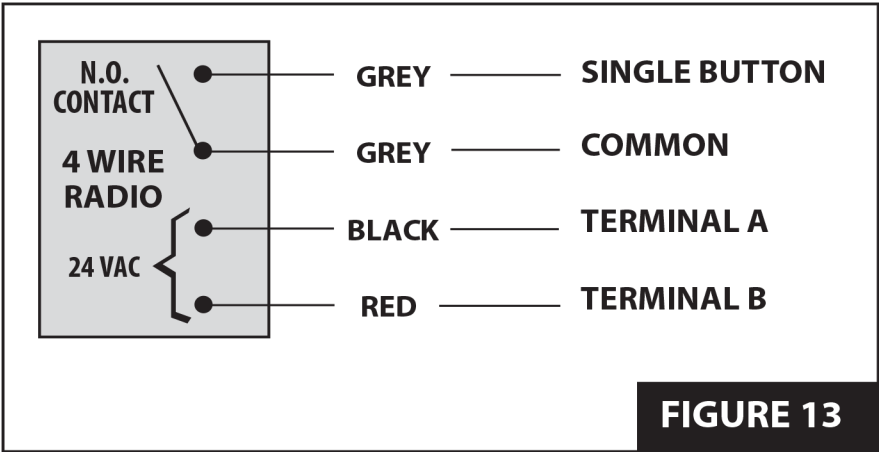 N.O.
CONTACT
GREY
SINGLE BUTTON
GREY
COMMON
4 WIRE
RADIO
BLACK
TERMINAL A
24 VAC
RED
TERMINAL B
FIGURE 13